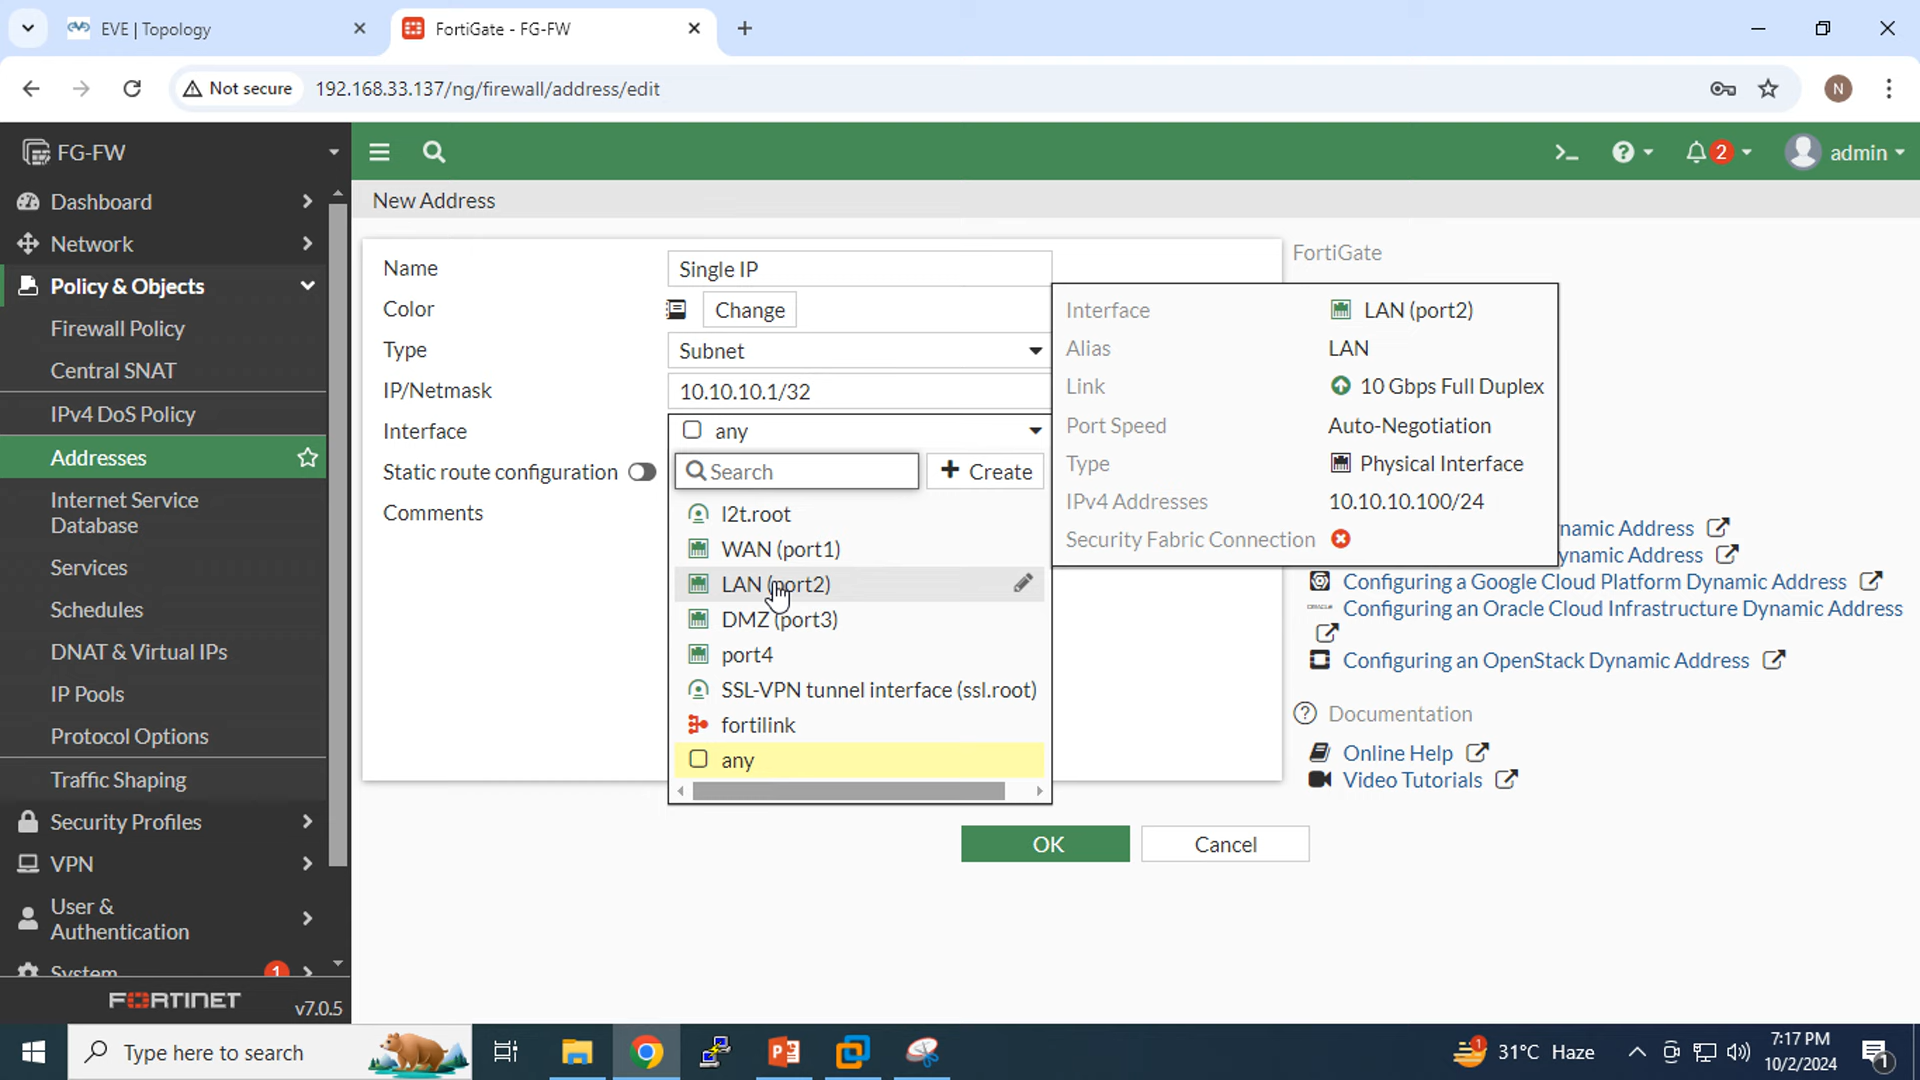 EVE | Topology
FortiGate - FG-FW
Not secure
192.168.33.137/ng/firewall/address/edit
N
FG-FW
2
admin
Dashboard
Network
Policy & Objects
Firewall Policy
Central SNAT
IPv4 DoS Policy
Addresses
Internet Service
Database
Services
Schedules
DNAT & Virtual IPs
IP Pools
Protocol Options
Traffic Shaping
Security Profiles
VPN
User &
Authentication
System
1
FORTINET
v7.0.5
New Address
Name
Single IP
Color
Change
Type
Subnet
IP/Netmask
10.10.10.1/32
Interface
any
Static route configuration
Comments
Search
Create
l2t.root
WAN (port1)
LAN (port2)
DMZ (port3)
port4
SSL-VPN tunnel interface (ssl.root)
fortilink
any
Interface
LAN (port2)
Alias
LAN
Link
10 Gbps Full Duplex
Port Speed
Auto-Negotiation
Type
Physical Interface
IPv4 Addresses
10.10.10.100/24
Security Fabric Connection
OK
Cancel
FortiGate
namic Address
ynamic Address
Configuring a Google Cloud Platform Dynamic Address
Configuring an Oracle Cloud Infrastructure Dynamic Address
Configuring an OpenStack Dynamic Address
Documentation
Online Help
Video Tutorials
Type here to search
31°C Haze
7:17 PM
10/2/2024
1